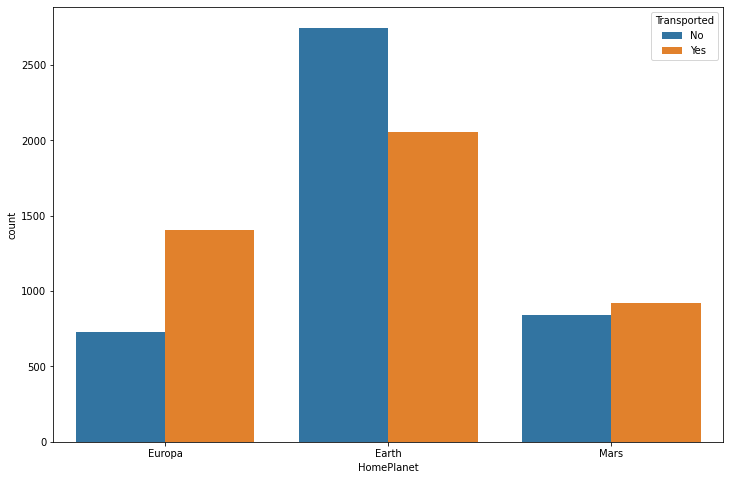 Transported
No
Yes
2500
2000
1500
1000
500
0
count
Europa Earth Mars
HomePlanet